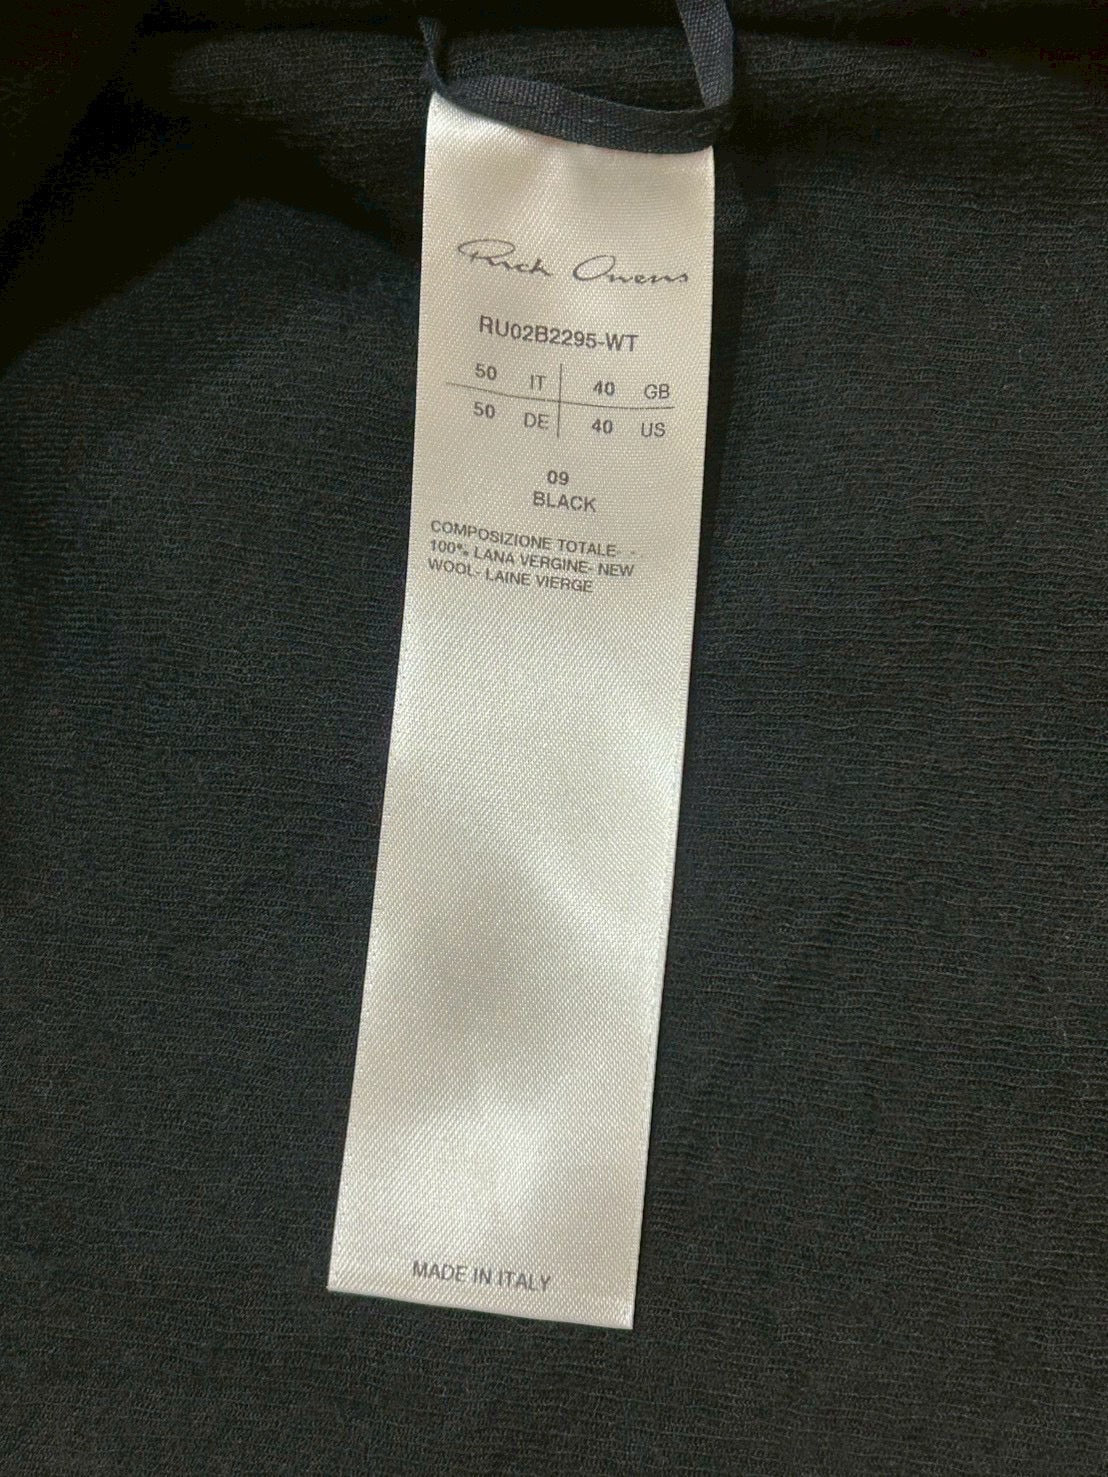 Rick Owens
RU02B2295-WT
50 IT 40 GB
50 DE 40 US
09
BLACK
COMPOSIZIONE TOTALE- -
100% LANA VERGINE- NEW
WOOL- LAINE VIERGE
MADE IN ITALY